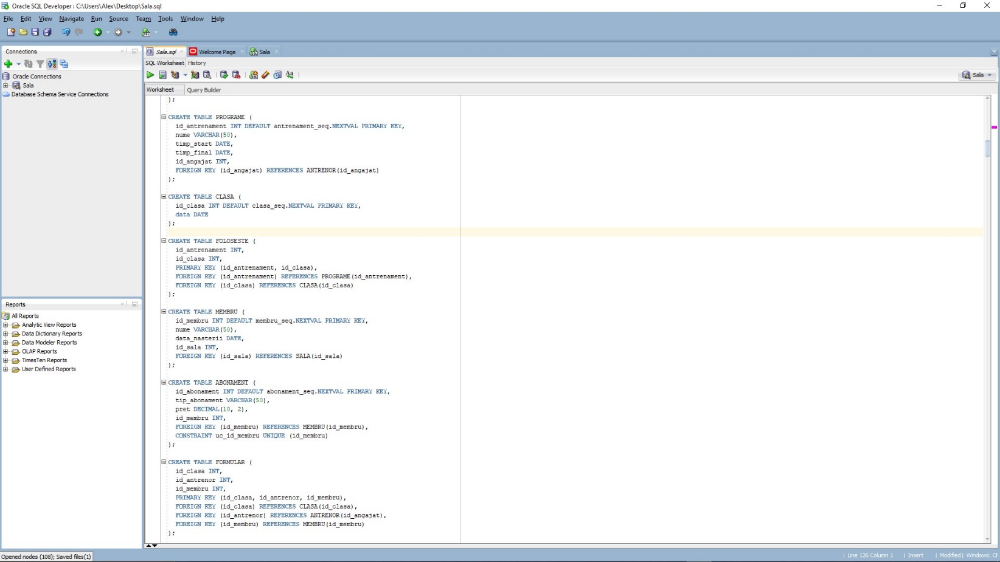 Oracle SQL Developer : C:\Users\Alex\Desktop\Sala.sql
File Edit View Navigate Run Source Team Tools Window Help
Connections
Oracle Connections
Sala
Database Schema Service Connections
Reports
All Reports
Analytic View Reports
Data Dictionary Reports
Data Modeler Reports
OLAP Reports
TimesTen Reports
User Defined Reports
Sala.sql Welcome Page Sala
SQL Worksheet History
Sala
Worksheet Query Builder
);
CREATE TABLE PROGRAME (
id_antrenament INT DEFAULT antrenament_seq.NEXTVAL PRIMARY KEY,
nume VARCHAR(50),
timp_start DATE,
timp_final DATE,
id_angajat INT,
FOREIGN KEY (id_angajat) REFERENCES ANTRENOR(id_angajat)
);
CREATE TABLE CLASA (
id_clasa INT DEFAULT clasa_seq.NEXTVAL PRIMARY KEY,
data DATE
);
CREATE TABLE FOLOSESTE (
id_antrenament INT,
id_clasa INT,
PRIMARY KEY (id_antrenament, id_clasa),
FOREIGN KEY (id_antrenament) REFERENCES PROGRAME(id_antrenament),
FOREIGN KEY (id_clasa) REFERENCES CLASA(id_clasa)
);
CREATE TABLE MEMBRU (
id_membru INT DEFAULT membru_seq.NEXTVAL PRIMARY KEY,
nume VARCHAR(50),
data_nasterii DATE,
id_sala INT,
FOREIGN KEY (id_sala) REFERENCES SALA(id_sala)
);
CREATE TABLE ABONAMENT (
id_abonament INT DEFAULT abonament_seq.NEXTVAL PRIMARY KEY,
tip_abonament VARCHAR(50),
pret DECIMAL(10, 2),
id_membru INT,
FOREIGN KEY (id_membru) REFERENCES MEMBRU(id_membru),
CONSTRAINT uc_id_membru UNIQUE (id_membru)
);
CREATE TABLE FORMULAR (
id_clasa INT,
id_antrenor INT,
id_membru INT,
PRIMARY KEY (id_clasa, id_antrenor, id_membru),
FOREIGN KEY (id_clasa) REFERENCES CLASA(id_clasa),
FOREIGN KEY (id_antrenor) REFERENCES ANTRENOR(id_angajat),
FOREIGN KEY (id_membru) REFERENCES MEMBRU(id_membru)
);
Opened nodes (108); Saved files(1) | Line 126 Column 1 | Insert | Modified | Windows: